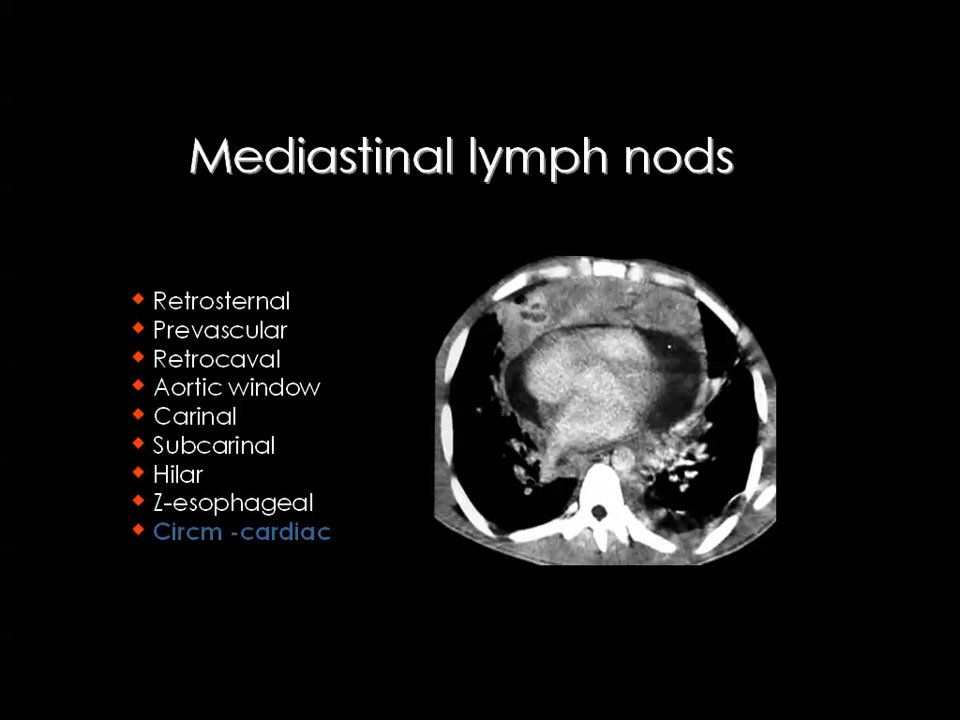 Mediastinal lymph nods
Retrosternal
Prevascular
Retrocaval
Aortic window
Carinal
Subcarinal
Hilar
Z-esophageal
Circm -cardiac